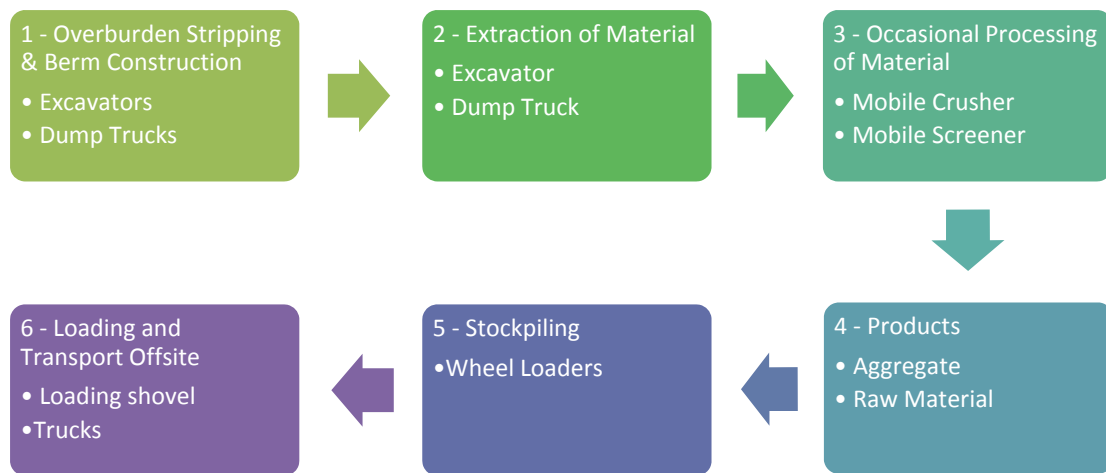 1 - Overburden Stripping
& Berm Construction
• Excavators
• Dump Trucks
2 - Extraction of Material
• Excavator
• Dump Truck
3 - Occasional Processing
of Material
• Mobile Crusher
• Mobile Screener
4 - Products
• Aggregate
• Raw Material
5 - Stockpiling
•Wheel Loaders
6 - Loading and
Transport Offsite
• Loading shovel
•Trucks